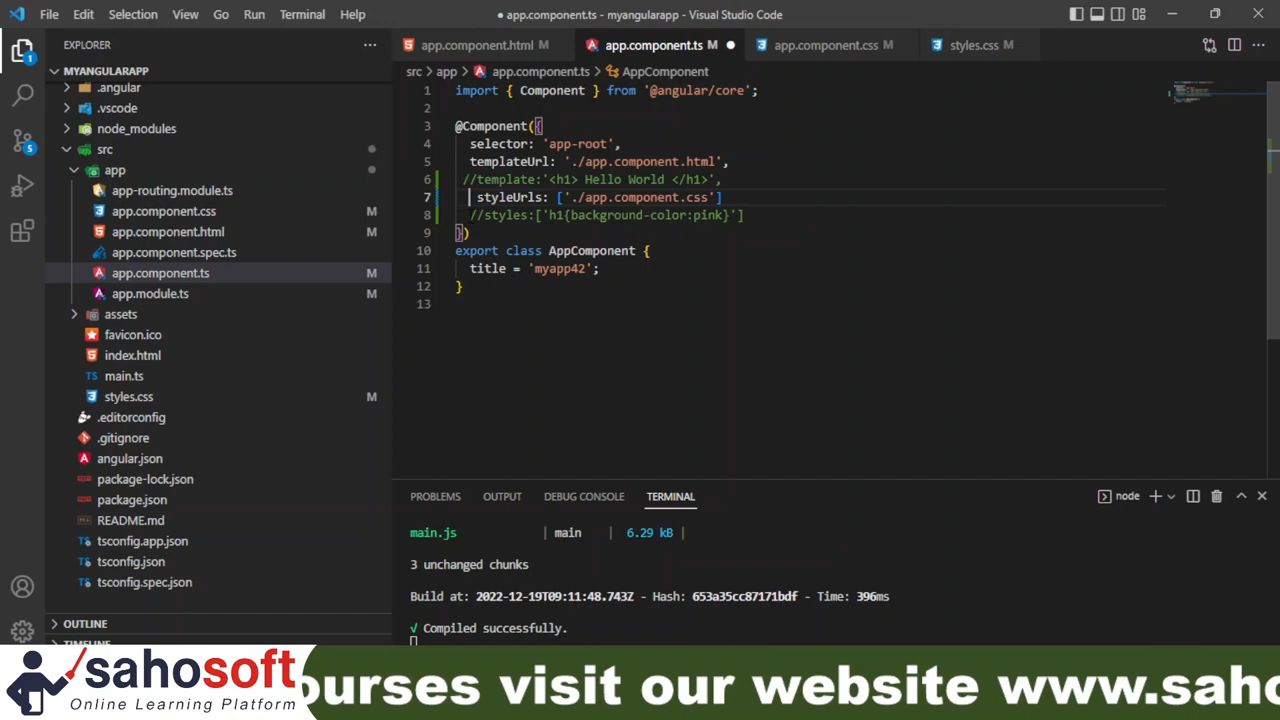 File Edit Selection View Go Run Terminal Help
● app.component.ts - myangularapp - Visual Studio Code
EXPLORER
MYANGULARAPP
.angular
.vscode
node_modules
src
app
app-routing.module.ts
app.component.css M
app.component.html M
app.component.spec.ts
app.component.ts M
app.module.ts M
assets
favicon.ico
index.html
main.ts
styles.css M
.editorconfig
.gitignore
angular.json
package-lock.json
package.json
README.md
tsconfig.app.json
tsconfig.json
tsconfig.spec.json
OUTLINE
1
5
app.component.html M app.component.ts M app.component.css M styles.css M
src > app > app.component.ts > AppComponent
1 import { Component } from '@angular/core';
2
3 @Component({
4 selector: 'app-root',
5 templateUrl: './app.component.html',
6 //template:'<h1> Hello World </h1>',
7 styleUrls: ['./app.component.css']
8 //styles:['h1{background-color:pink}']
9 })
10 export class AppComponent {
11 title = 'myapp42';
12 }
13
PROBLEMS OUTPUT DEBUG CONSOLE TERMINAL
node
main.js | main | 6.29 kB |
3 unchanged chunks
Build at: 2022-12-19T09:11:48.743Z - Hash: 653a35cc87171bdf - Time: 396ms
√ Compiled successfully.
sahosoft
Online Learning Platform
ourses visit our website www.saho